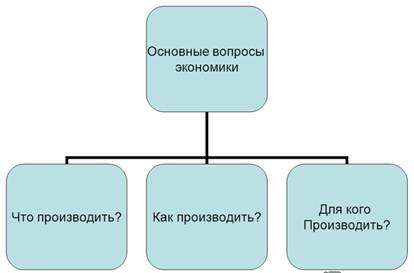 Основные вопросы
экономики
Что производить?
Как производить?
Для кого
Производить?